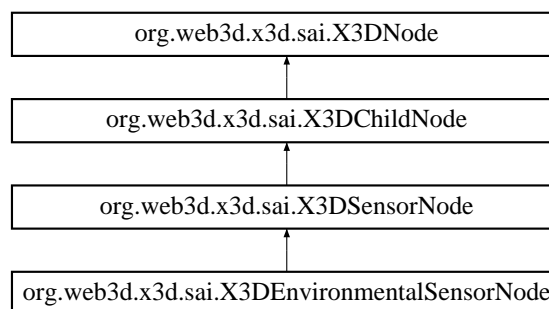 org.web3d.x3d.sai.X3DNode
org.web3d.x3d.sai.X3DChildNode
org.web3d.x3d.sai.X3DSensorNode
org.web3d.x3d.sai.X3DEnvironmentalSensorNode